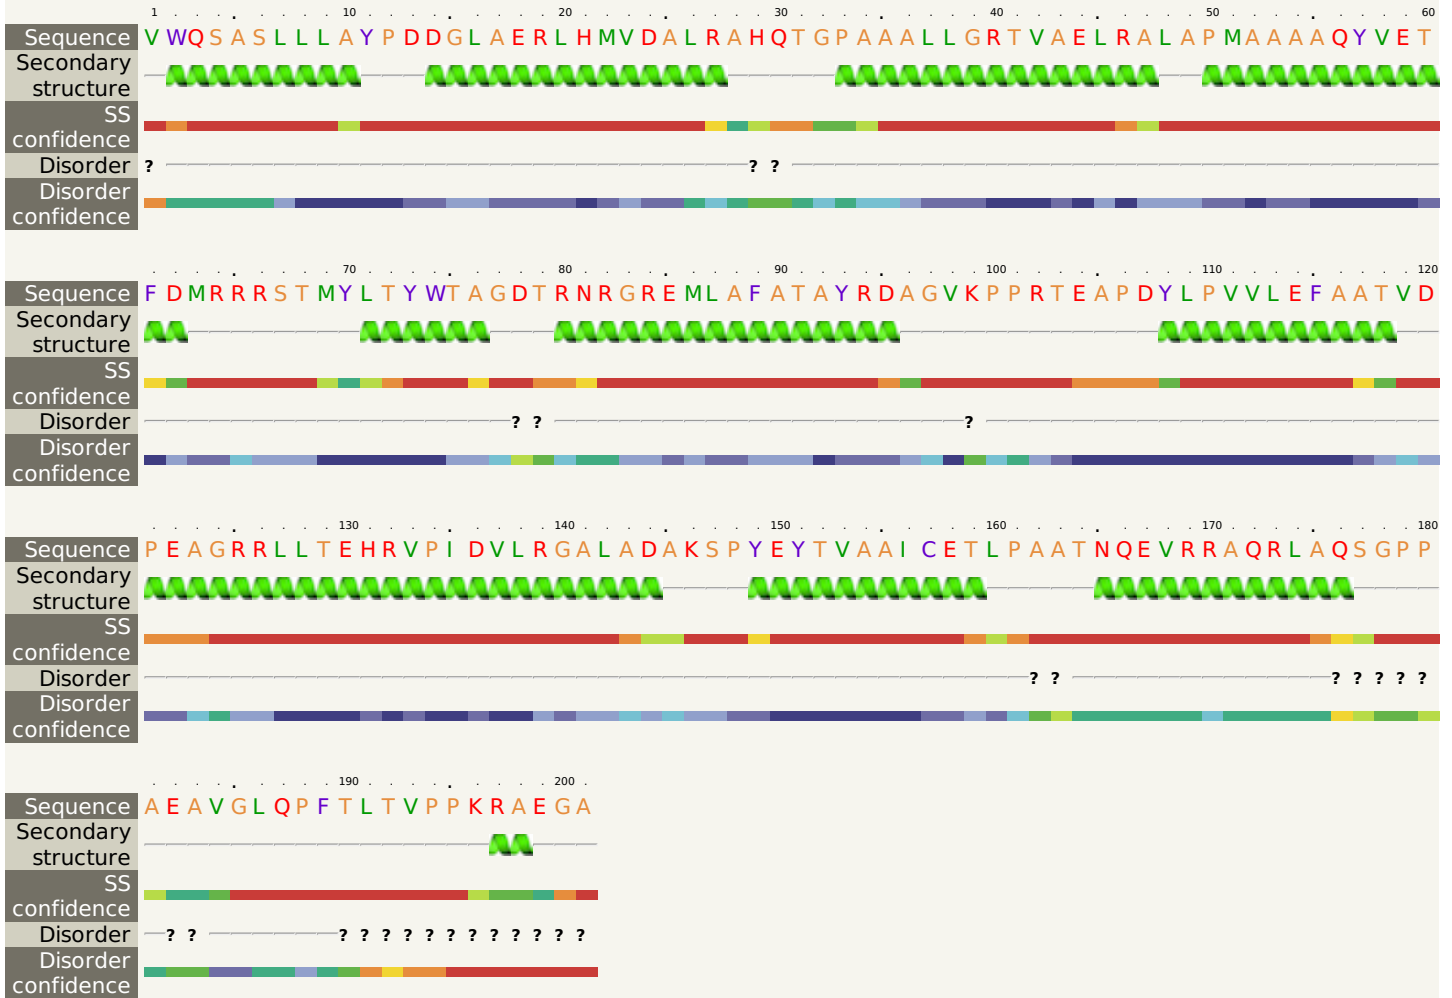 1 10 20 30 40 50 60
Sequence V W Q S A S L L L A Y P D D G L A E R L H M V D A L R A H Q T G P A A A L L G R T V A E L R A L A P M A A A A Q Y V E T
Secondary
structure
SS
confidence
Disorder ? ? ?
Disorder
confidence
70 80 90 100 110 120
Sequence F D M R R R S T M Y L T Y W T A G D T R N R G R E M L A F A T A Y R D A G V K P P R T E A P D Y L P V V L E F A A T V D
Secondary
structure
SS
confidence
Disorder ? ? ?
Disorder
confidence
130 140 150 160 170 180
Sequence P E A G R R L L T E H R V P I D V L R G A L A D A K S P Y E Y T V A A I C E T L P A A T N Q E V R R A Q R L A Q S G P P
Secondary
structure
SS
confidence
Disorder ? ? ? ? ? ? ?
Disorder
confidence
190 200
Sequence A E A V G L Q P F T L T V P P K R A E G A
Secondary
structure
SS
confidence
Disorder ? ? ? ? ? ? ? ? ? ? ? ? ? ?
Disorder
confidence